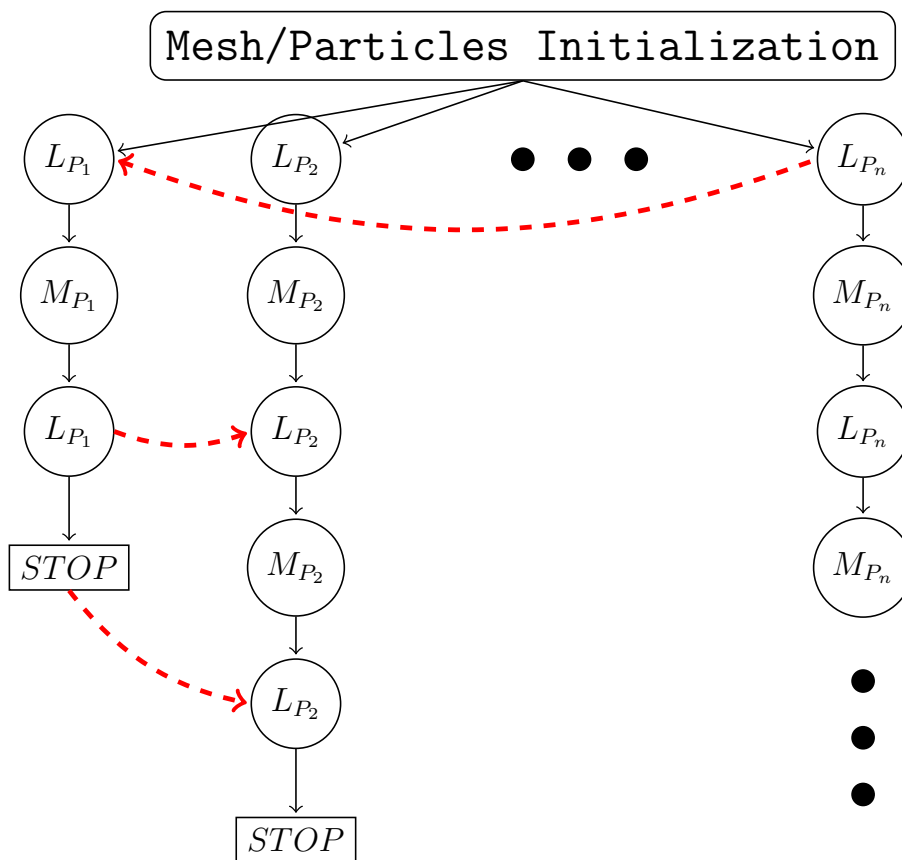 Mesh/Particles Initialization
L_{P_1} L_{P_2} L_{P_n}
M_{P_1} M_{P_2} M_{P_n}
L_{P_1} L_{P_2} L_{P_n}
STOP M_{P_2} M_{P_n}
L_{P_2}
STOP